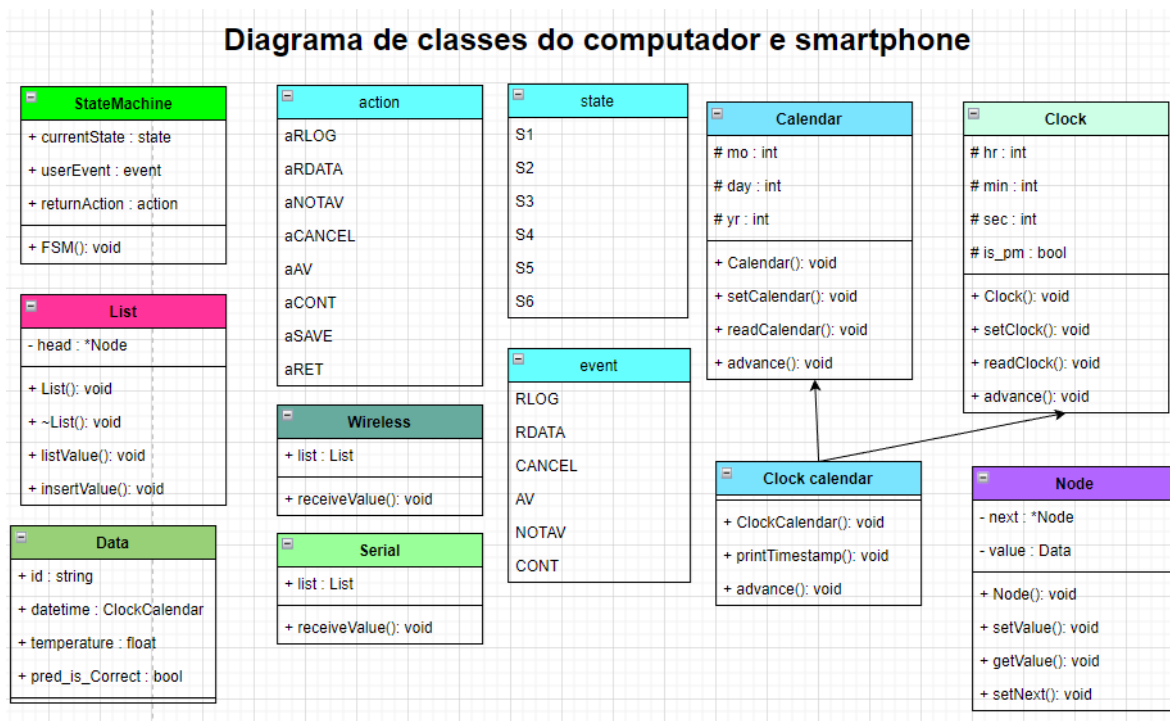 Diagrama de classes do computador e smartphone
StateMachine
+ currentState : state
+ userEvent : event
+ returnAction : action
+ FSM(): void
action
aRLOG
aRDATA
aNOTAV
aCANCEL
aAV
aCONT
aSAVE
aRET
state
S1
S2
S3
S4
S5
S6
Calendar
# mo : int
# day : int
# yr : int
+ Calendar(): void
+ setCalendar(): void
+ readCalendar(): void
+ advance(): void
Clock
# hr : int
# min : int
# sec : int
# is_pm : bool
+ Clock(): void
+ setClock(): void
+ readClock(): void
+ advance(): void
List
- head : *Node
+ List(): void
+ ~List(): void
+ listValue(): void
+ insertValue(): void
event
RLOG
RDATA
CANCEL
AV
NOTAV
CONT
Wireless
+ list : List
+ receiveValue(): void
Clock calendar
+ ClockCalendar(): void
+ printTimestamp(): void
+ advance(): void
Node
- next : *Node
- value : Data
+ Node(): void
+ setValue(): void
+ getValue(): void
+ setNext(): void
Data
+ id : string
+ datetime : ClockCalendar
+ temperature : float
+ pred_is_Correct : bool
Serial
+ list : List
+ receiveValue(): void